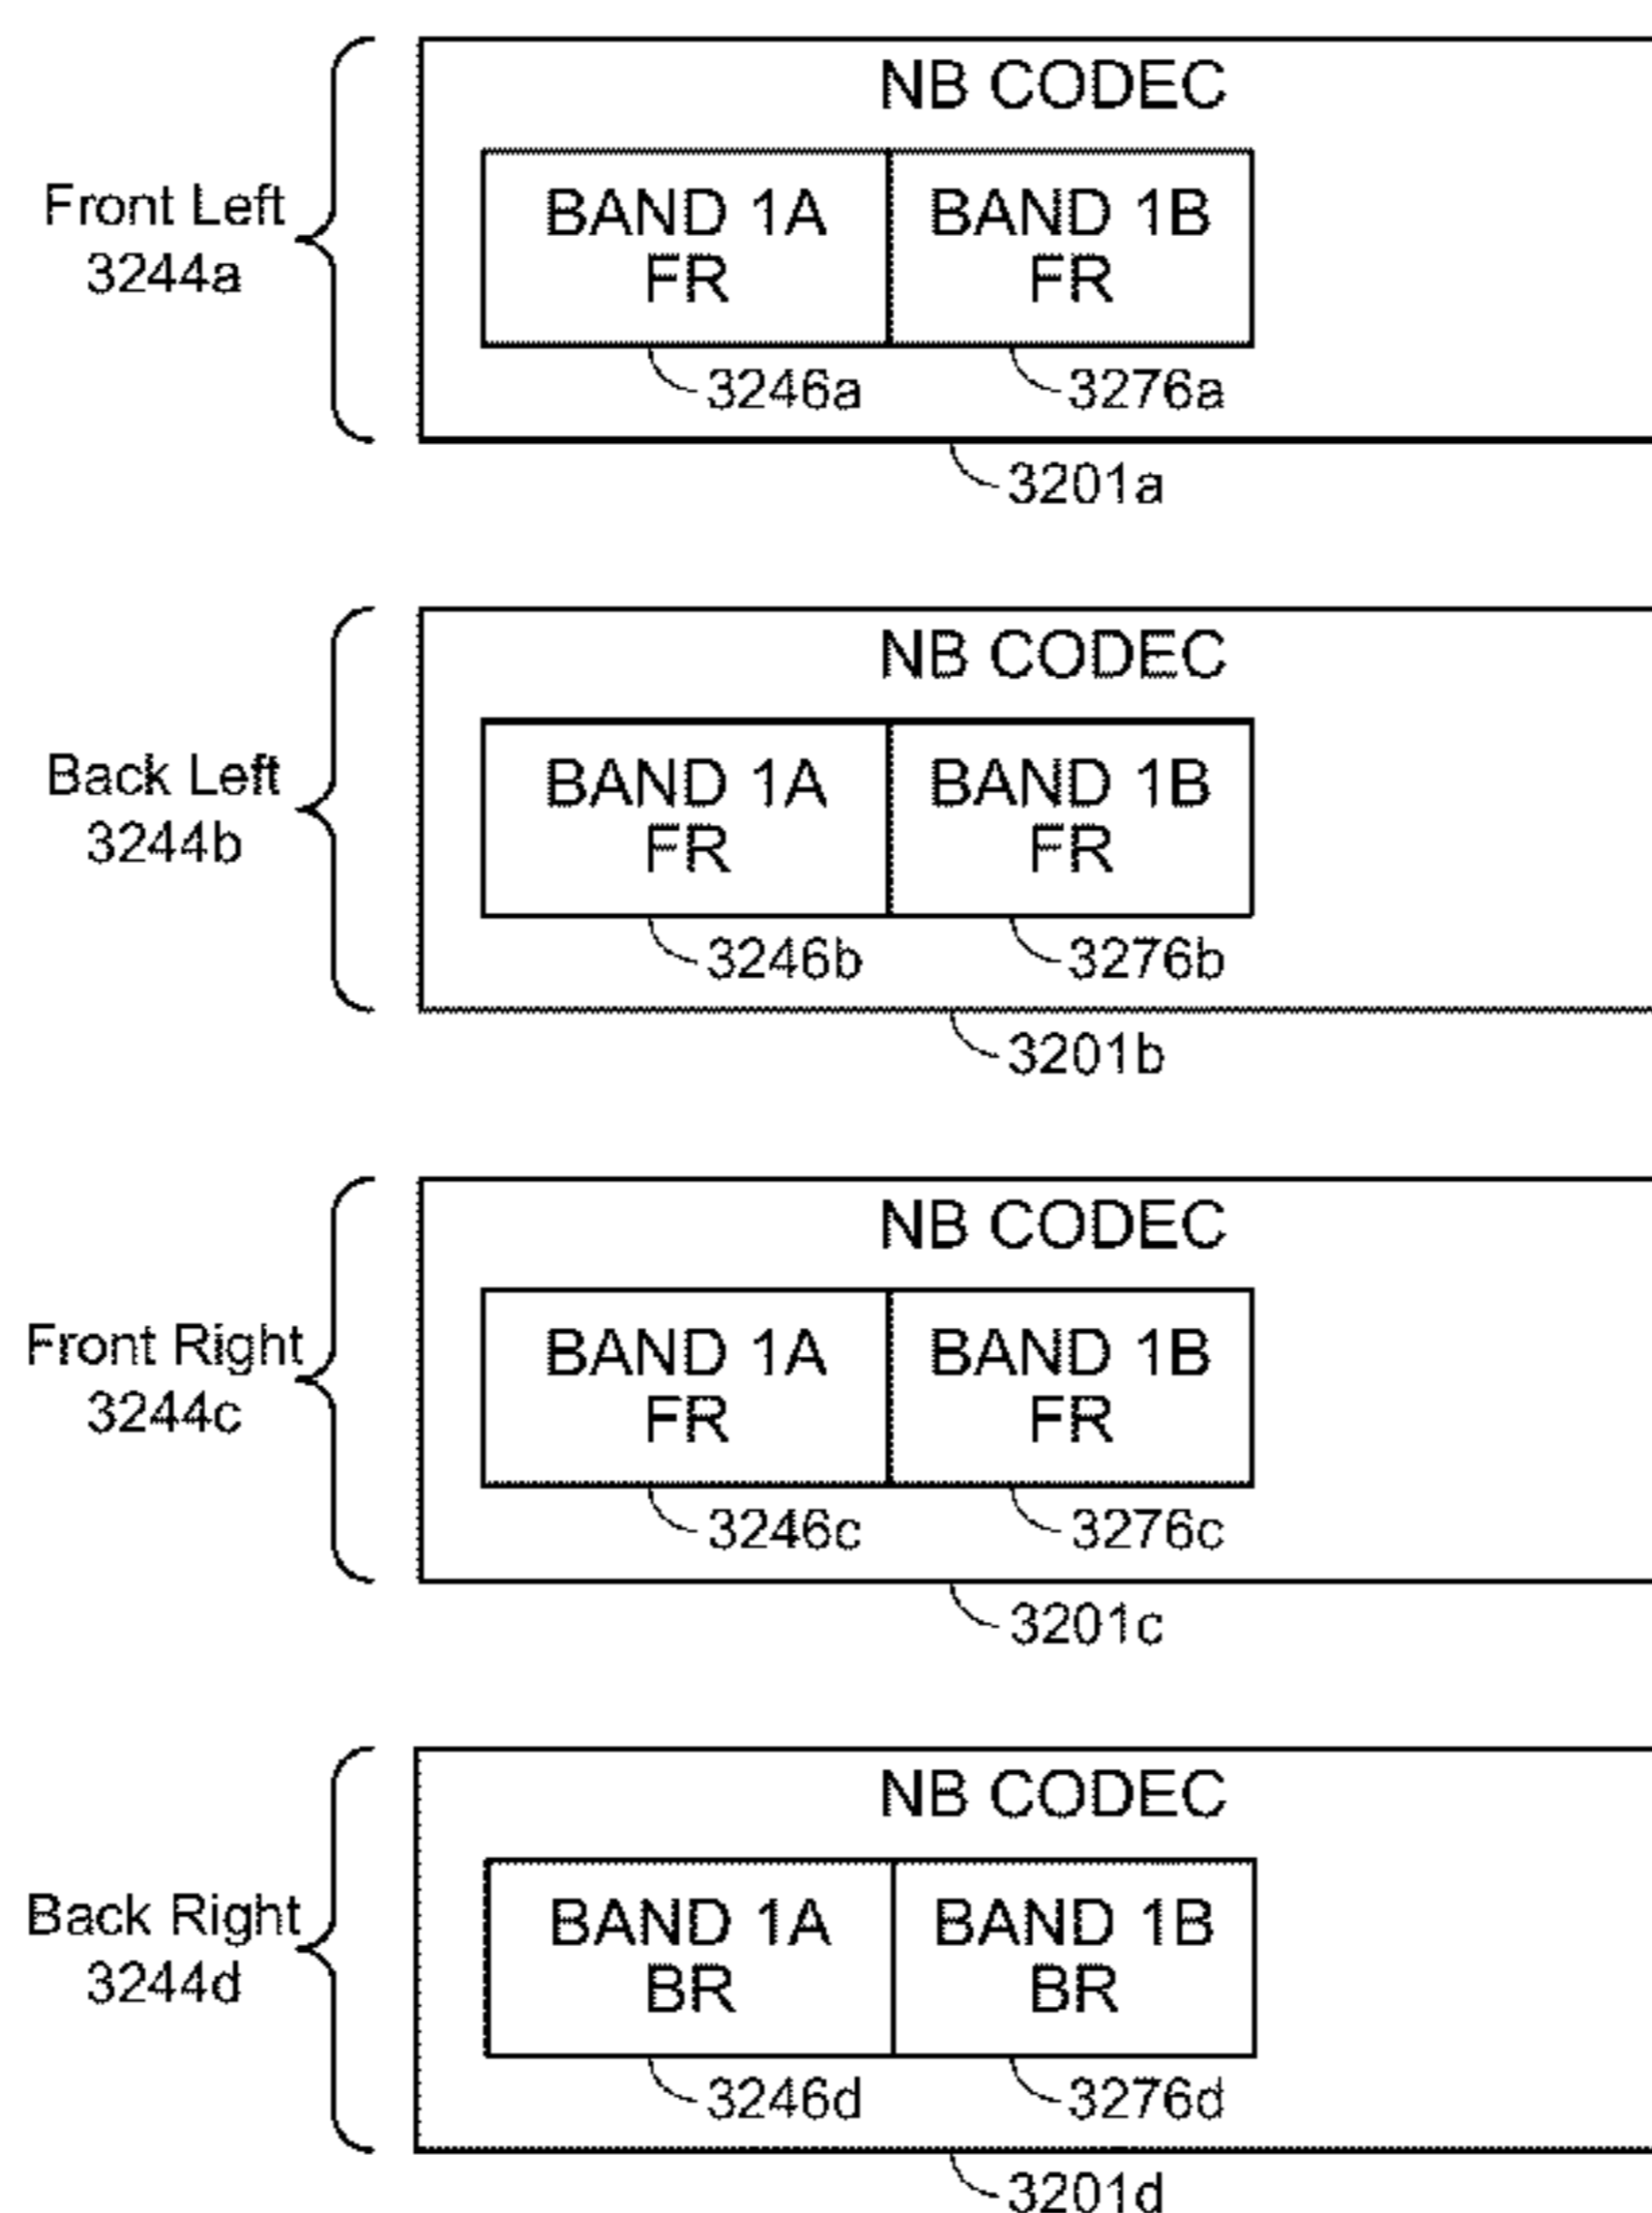 NB CODEC
Front Left
3244a
BAND 1A
FR
BAND 1B
FR
3246a
3276a
3201a
NB CODEC
Back Left
3244b
BAND 1A
FR
BAND 1B
FR
3246b
3276b
3201b
NB CODEC
Front Right
3244c
BAND 1A
FR
BAND 1B
FR
3246c
3276c
3201c
NB CODEC
Back Right
3244d
BAND 1A
BR
BAND 1B
BR
3246d
3276d
3201d